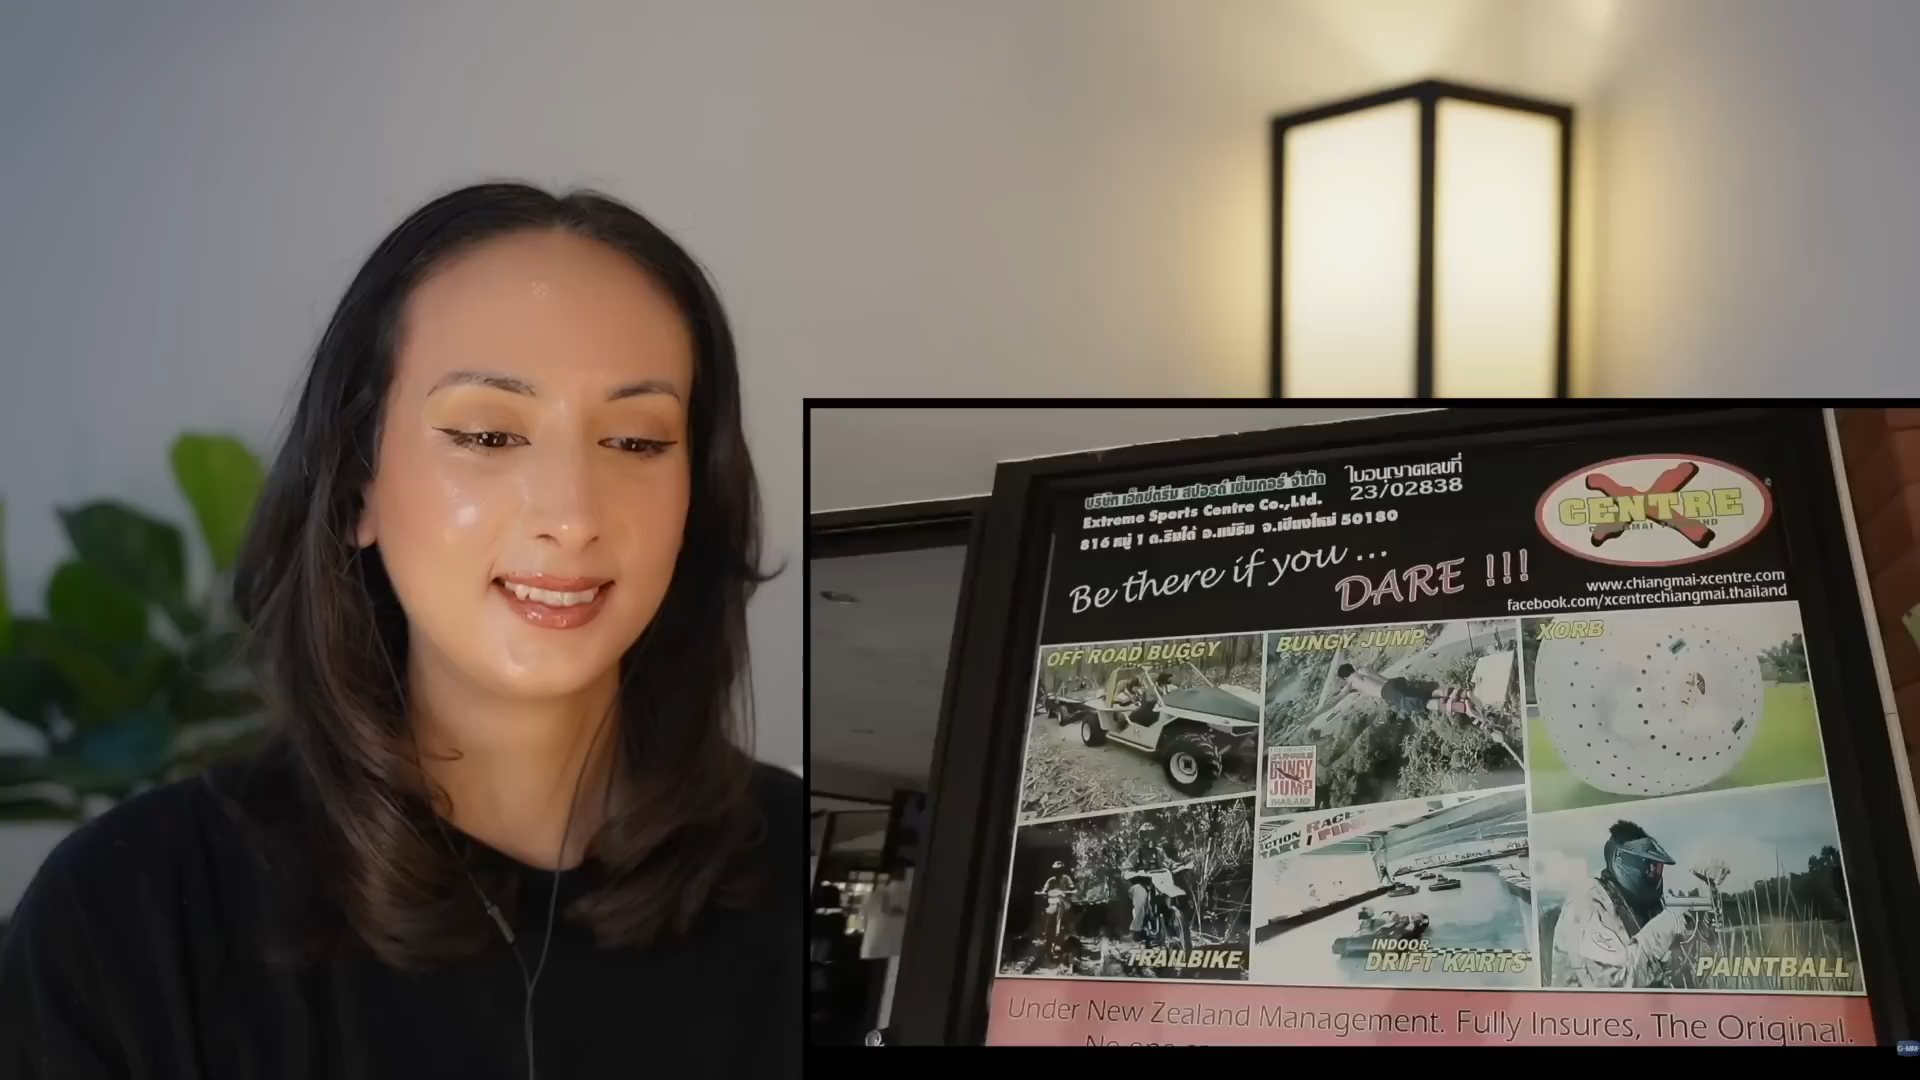 บริษัท เอ็กซ์ตรีม สปอรต์ เซ็นเตอร์ จำกัด
ใบอนุญาตเลขที่
23/02838
Extreme Sports Centre Co.,Ltd.
816 หมู่ 1 ต.ริมใต้ อ.แม่ริม จ.เชียงใหม่ 50180
Be there if you ...
DARE !!!
X CENTRE
www.chiangmai-xcentre.com
facebook.com/xcentrechiangmai.thailand
OFF ROAD BUGGY
BUNGY JUMP
XORB
BUNGY
JUMP
THAILAND
TRAILBIKE
INDOOR
DRIFT KARTS
PAINTBALL
Under New Zealand Management. Fully Insures, The Original.
No one